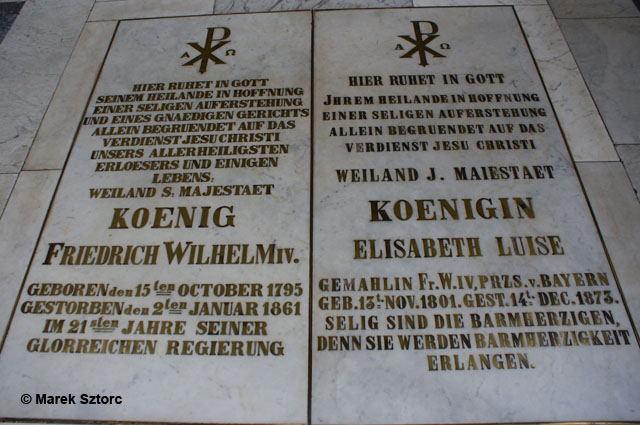 Α Ω
HIER RUHET IN GOTT
SEINEM HEILANDE IN HOFFNUNG
EINER SELIGEN AUFERSTEHUNG
UND EINES GNAEDIGEN GERICHTS
ALLEIN BEGRUENDET AUF DAS
VERDIENST JESU CHRISTI
UNSERS ALLERHEILIGSTEN
ERLOESERS UND EINIGEN
LEBENS;
WEILAND S. MAJESTAET
KOENIG
FRIEDRICH WILHELM IV.
GEBOREN den 15ten OCTOBER 1795
GESTORBEN den 2ten JANUAR 1861
IM 21sten JAHRE SEINER
GLORREICHEN REGIERUNG
Α Ω
HIER RUHET IN GOTT
JHREM HEILANDE IN HOFFNUNG
EINER SELIGEN AUFERSTEHUNG
ALLEIN BEGRUENDET AUF DAS
VERDIENST JESU CHRISTI
WEILAND J. MAIESTAET
KOENIGIN
ELISABETH LUISE
GEMAHLIN Fr. W. IV, PRZS. v. BAYERN
GEB. 13t. NOV. 1801. GEST. 14t. DEC. 1873.
SELIG SIND DIE BARMHERZIGEN,
DENN SIE WERDEN BARMHERZIGKEIT
ERLANGEN.
© Marek Sztorc